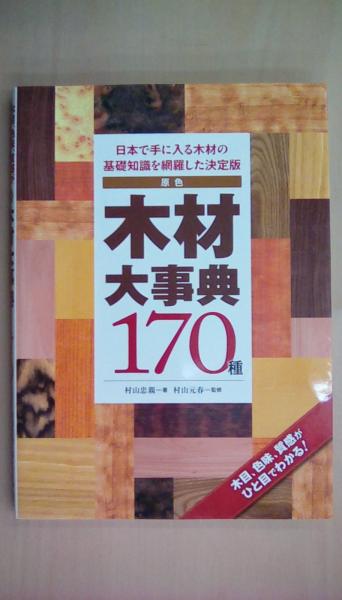 日本で手に入る木材の
基礎知識を網羅した決定版
原色
木材
大事典
170種
村山忠親―著 村山元春―監修
木目、色味、質感が
ひと目でわかる!